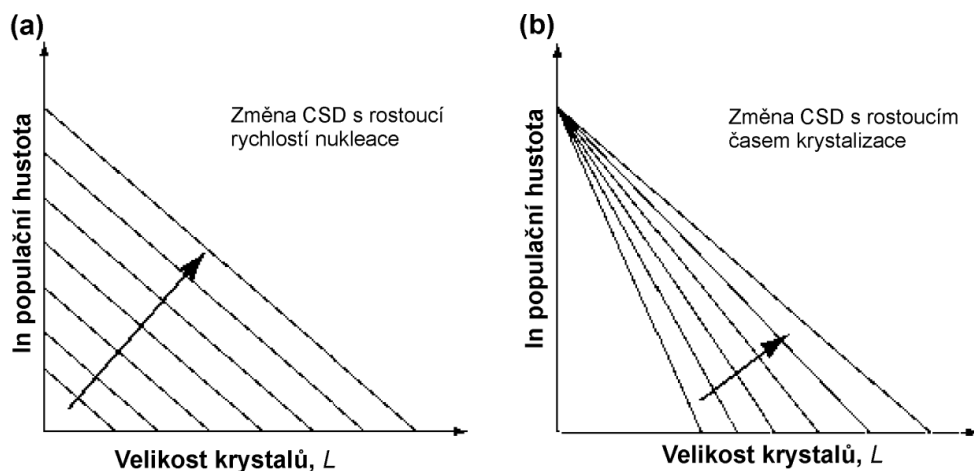 (a)
ln populační hustota
Změna CSD s rostoucí
rychlostí nukleace
Velikost krystalů, L
(b)
ln populační hustota
Změna CSD s rostoucím
časem krystalizace
Velikost krystalů, L